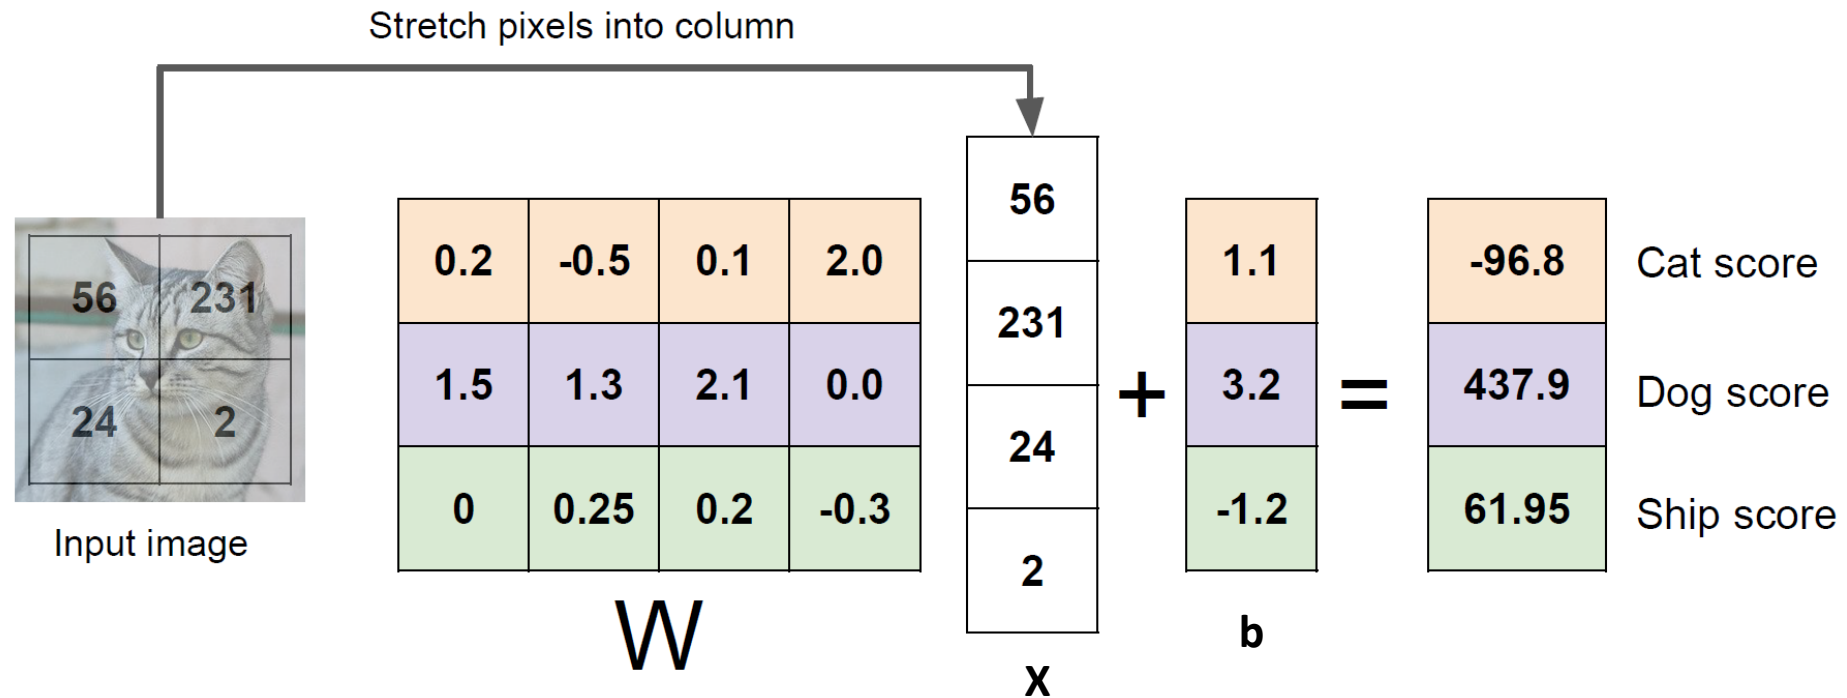 Stretch pixels into column
56 231
24 2
Input image
0.2 -0.5 0.1 2.0
1.5 1.3 2.1 0.0
0 0.25 0.2 -0.3
W
56
231
24
2
X
+
1.1
3.2
-1.2
b
=
-96.8 Cat score
437.9 Dog score
61.95 Ship score